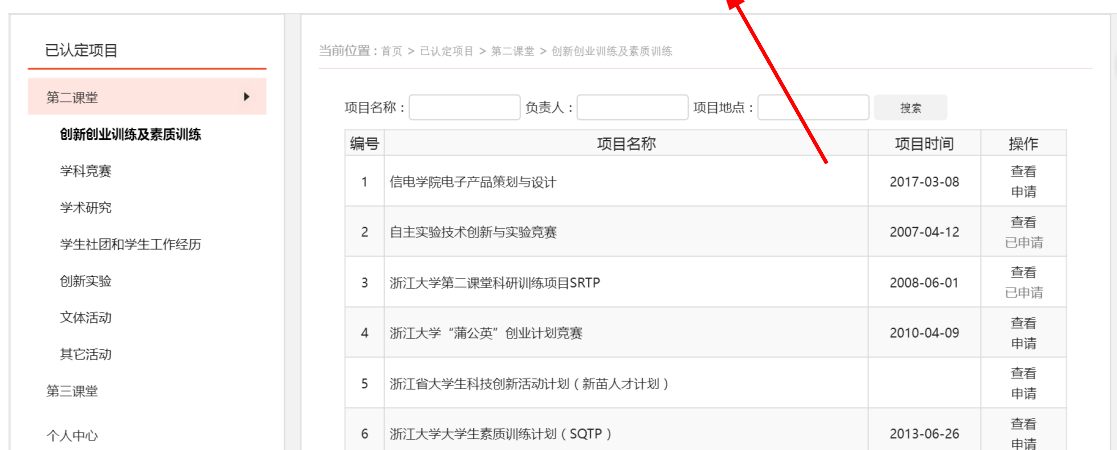 已认定项目
第二课堂
创新创业训练及素质训练
学科竞赛
学术研究
学生社团和学生工作经历
创新实验
文体活动
其它活动
第三课堂
个人中心
当前位置：首页 > 已认定项目 > 第二课堂 > 创新创业训练及素质训练
项目名称： 负责人： 项目地点： 搜索
编号 项目名称 项目时间 操作
1 信电学院电子产品策划与设计 2017-03-08 查看
申请
2 自主实验技术创新与实验竞赛 2007-04-12 查看
已申请
3 浙江大学第二课堂科研训练项目SRTP 2008-06-01 查看
已申请
4 浙江大学“蒲公英”创业计划竞赛 2010-04-09 查看
申请
5 浙江省大学生科技创新活动计划（新苗人才计划） 查看
申请
6 浙江大学大学生素质训练计划（SQTP） 2013-06-26 查看
申请